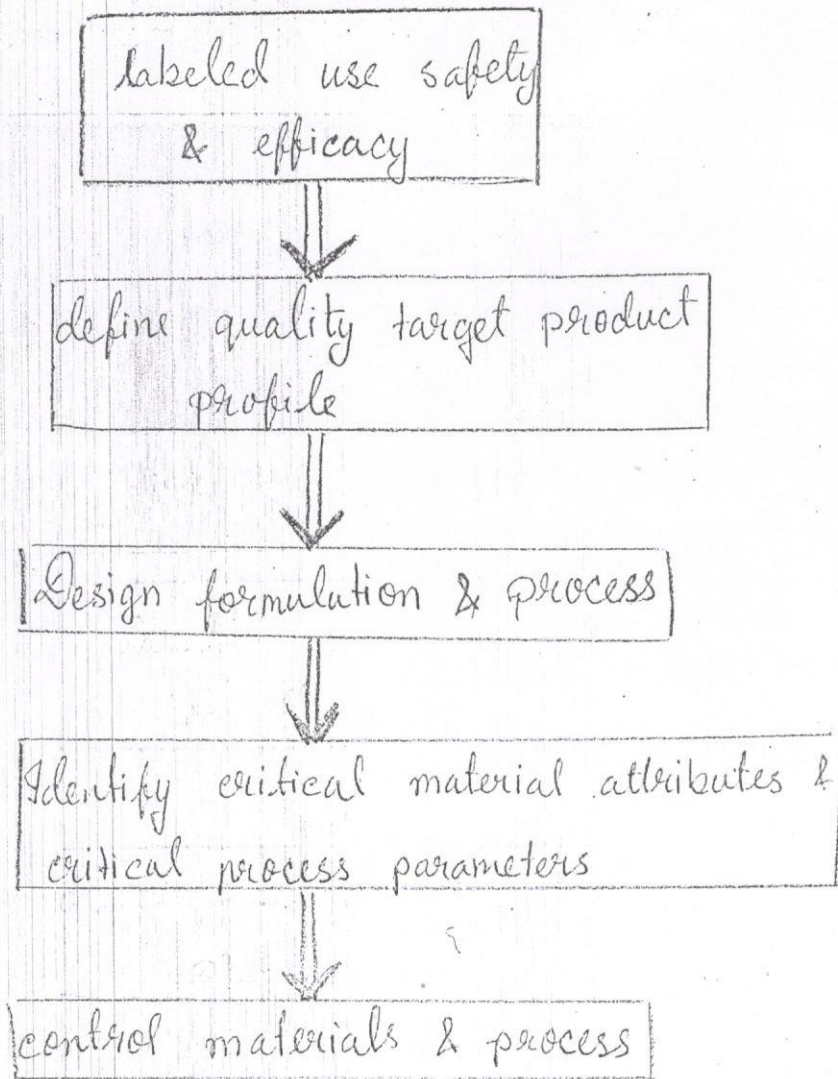 labeled use safety
& efficacy
define quality target product
profile
Design formulation & process
Identify critical material attributes &
critical process parameters
control materials & process